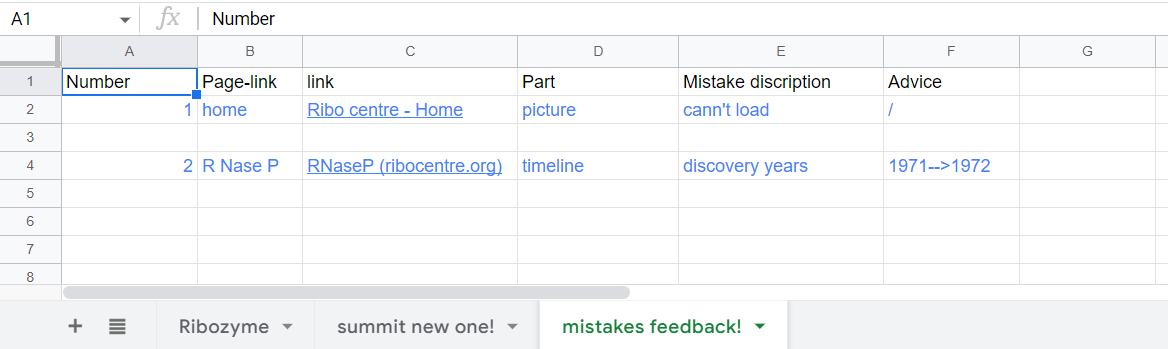 A1 fx Number
A B C D E F G
1 Number Page-link link Part Mistake discription Advice
2 1 home Ribo centre - Home picture cann't load /
3
4 2 R Nase P RNaseP (ribocentre.org) timeline discovery years 1971-->1972
5
6
7
8
+ Ribozyme summit new one! mistakes feedback!